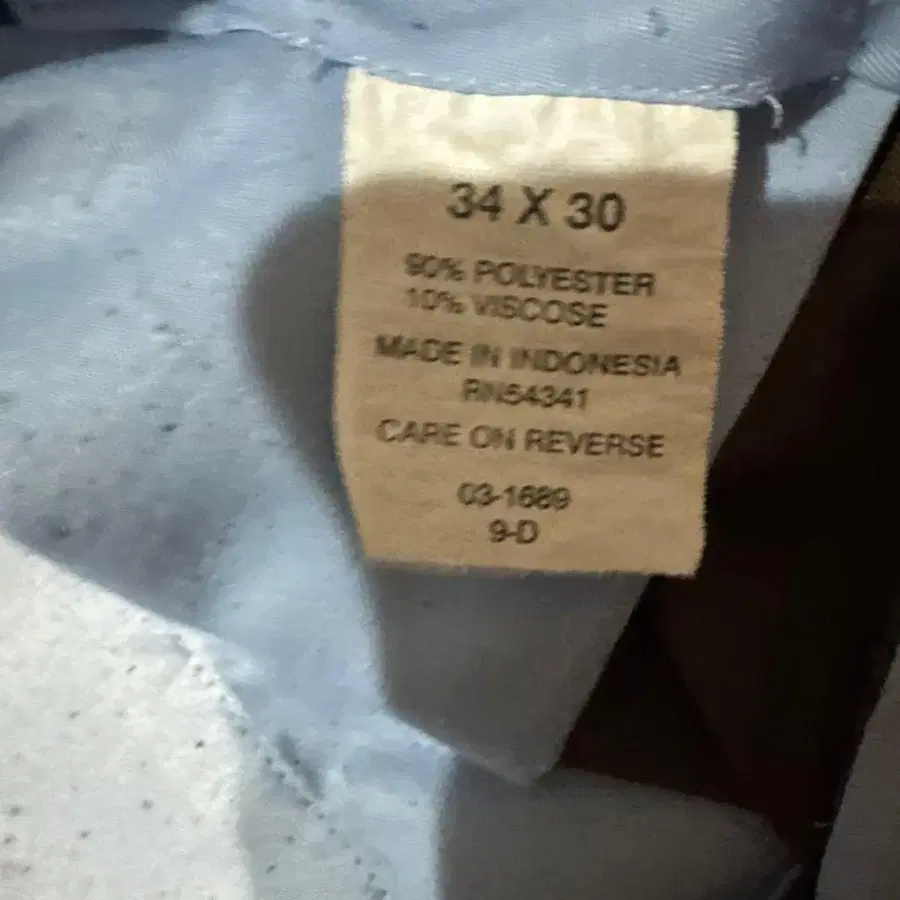 34 X 30
90% POLYESTER
10% VISCOSE
MADE IN INDONESIA
RN54341
CARE ON REVERSE
03-1689
9-D